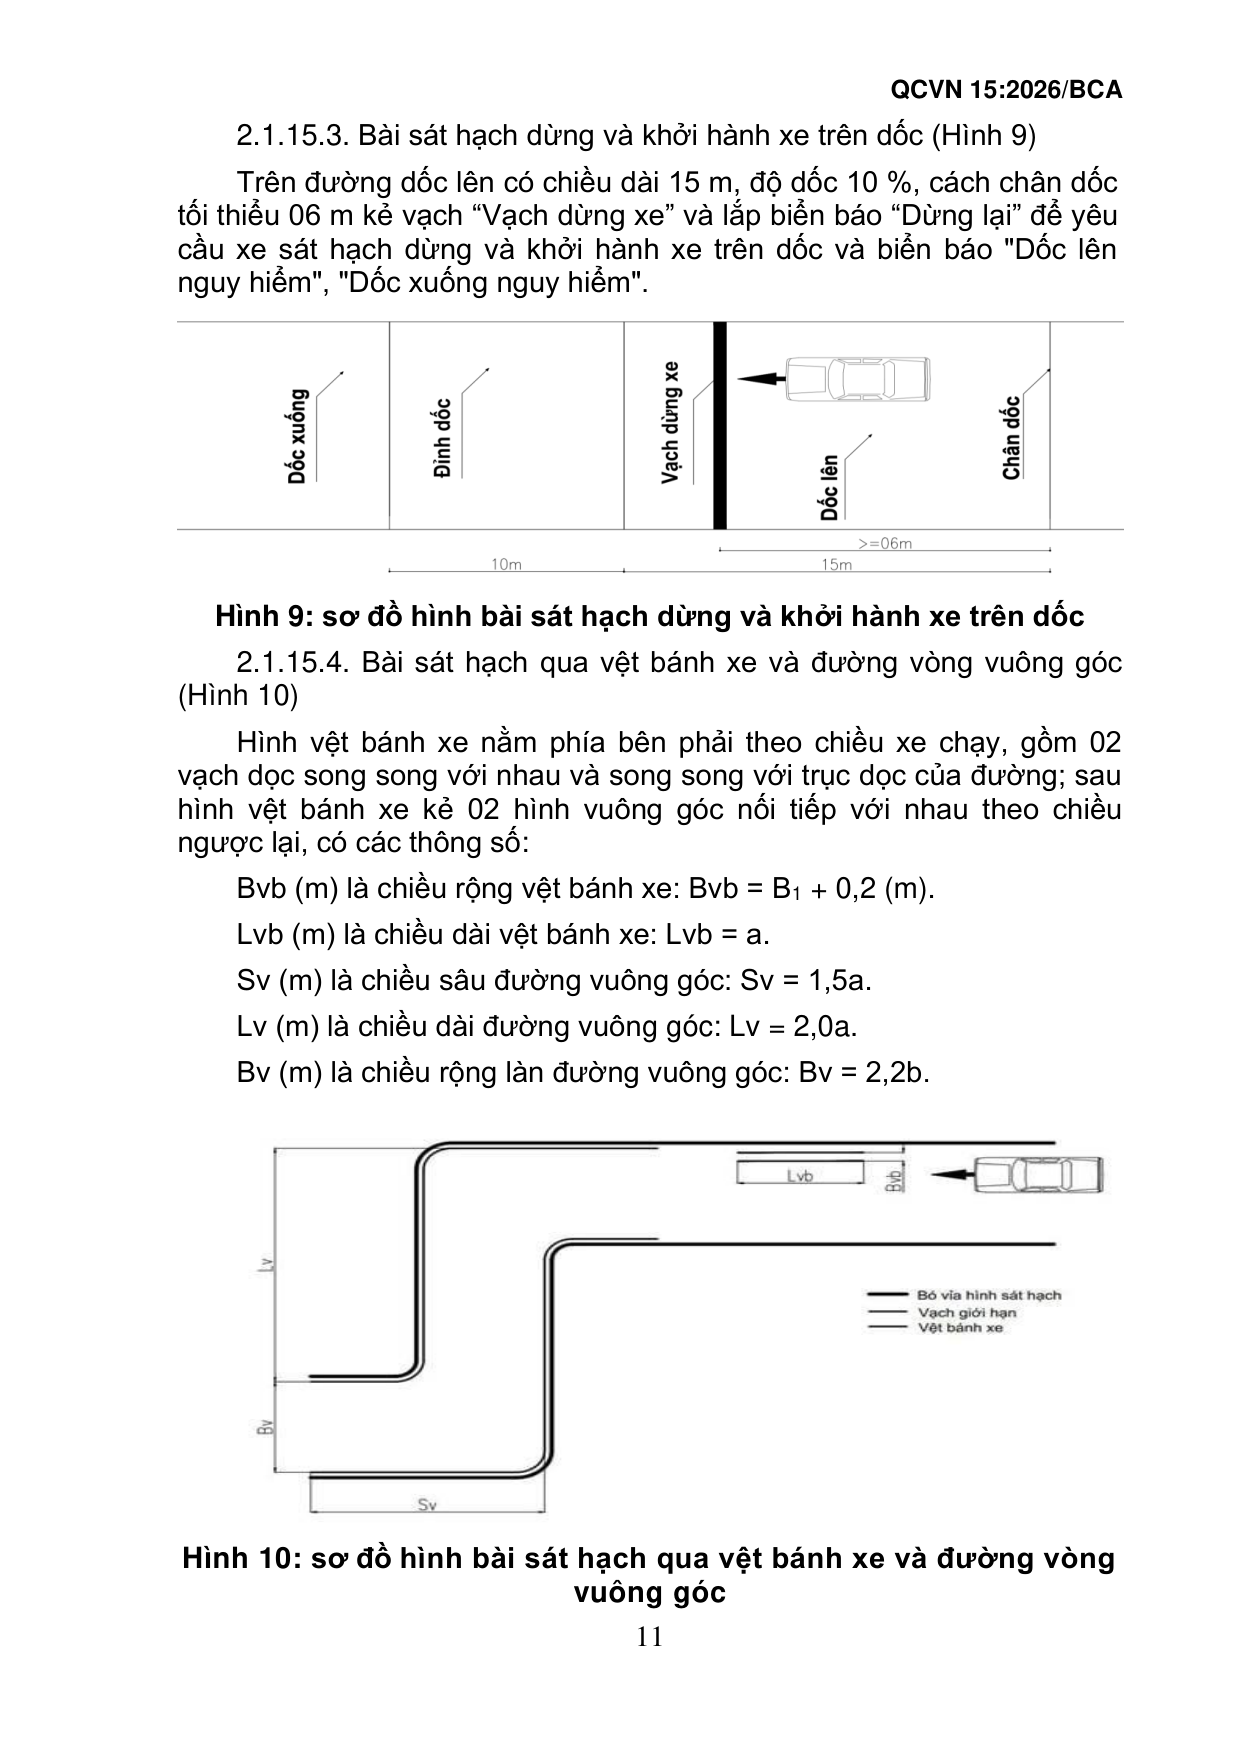 QCVN 15:2026/BCA
2.1.15.3. Bài sát hạch dừng và khởi hành xe trên dốc (Hình 9)
Trên đường dốc lên có chiều dài 15 m, độ dốc 10 %, cách chân dốc
tối thiểu 06 m kẻ vạch “Vạch dừng xe” và lắp biển báo “Dừng lại” để yêu
cầu xe sát hạch dừng và khởi hành xe trên dốc và biển báo "Dốc lên
nguy hiểm", "Dốc xuống nguy hiểm".
Dốc xuống
Đỉnh dốc
Vạch dừng xe
Dốc lên
Chân dốc
>=06m
10m
15m
Hình 9: sơ đồ hình bài sát hạch dừng và khởi hành xe trên dốc
2.1.15.4. Bài sát hạch qua vệt bánh xe và đường vòng vuông góc
(Hình 10)
Hình vệt bánh xe nằm phía bên phải theo chiều xe chạy, gồm 02
vạch dọc song song với nhau và song song với trục dọc của đường; sau
hình vệt bánh xe kẻ 02 hình vuông góc nối tiếp với nhau theo chiều
ngược lại, có các thông số:
Bvb (m) là chiều rộng vệt bánh xe: Bvb = B₁ + 0,2 (m).
Lvb (m) là chiều dài vệt bánh xe: Lvb = a.
Sv (m) là chiều sâu đường vuông góc: Sv = 1,5a.
Lv (m) là chiều dài đường vuông góc: Lv = 2,0a.
Bv (m) là chiều rộng làn đường vuông góc: Bv = 2,2b.
Lvb
Bvb
Lv
Bó vỉa hình sát hạch
Vạch giới hạn
Vệt bánh xe
Bv
Sv
Hình 10: sơ đồ hình bài sát hạch qua vệt bánh xe và đường vòng
vuông góc
11